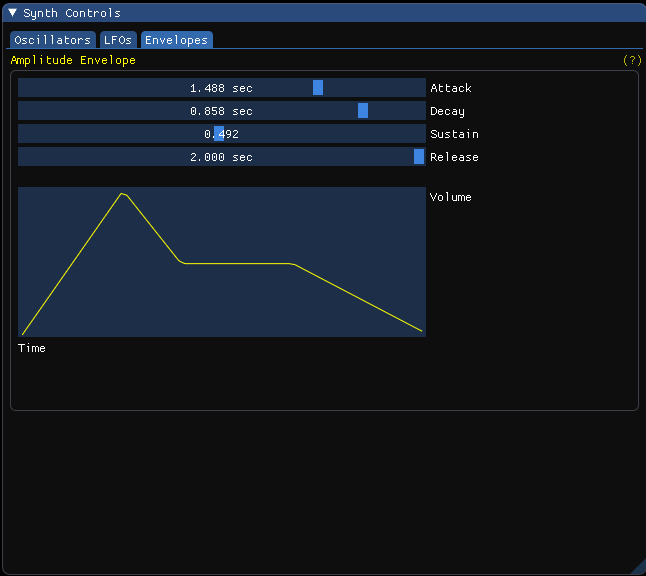 Synth Controls
Oscillators LFOs Envelopes
Amplitude Envelope (?)
1.488 sec Attack
0.858 sec Decay
0.492 Sustain
2.000 sec Release
Volume
Time